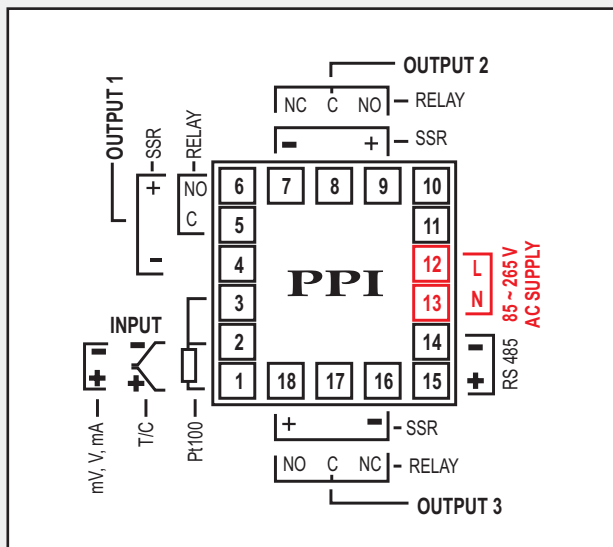 OUTPUT 2
NC C NO RELAY
- + SSR
OUTPUT 1
SSR
+ -
RELAY
NO
C
6 7 8 9 10
5 11
4 12
3 13
2 14
1 18 17 16 15
PPI
L
N
85 ~ 265 V
AC SUPPLY
- +
RS 485
INPUT
- +
mV, V, mA
- +
T/C
Pt100
+ - SSR
NO C NC RELAY
OUTPUT 3